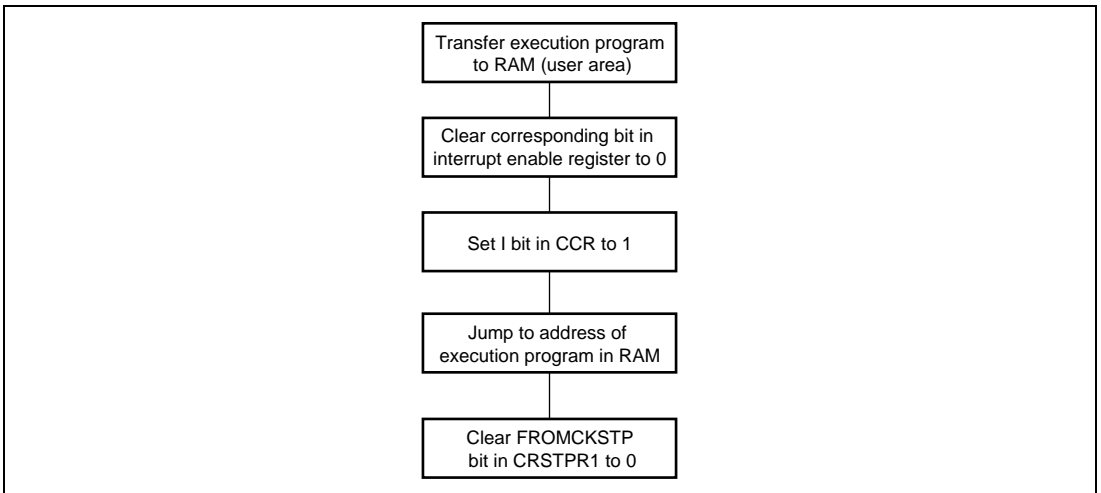 Transfer execution program
to RAM (user area)
Clear corresponding bit in
interrupt enable register to 0
Set I bit in CCR to 1
Jump to address of
execution program in RAM
Clear FROMCKSTP
bit in CRSTPR1 to 0